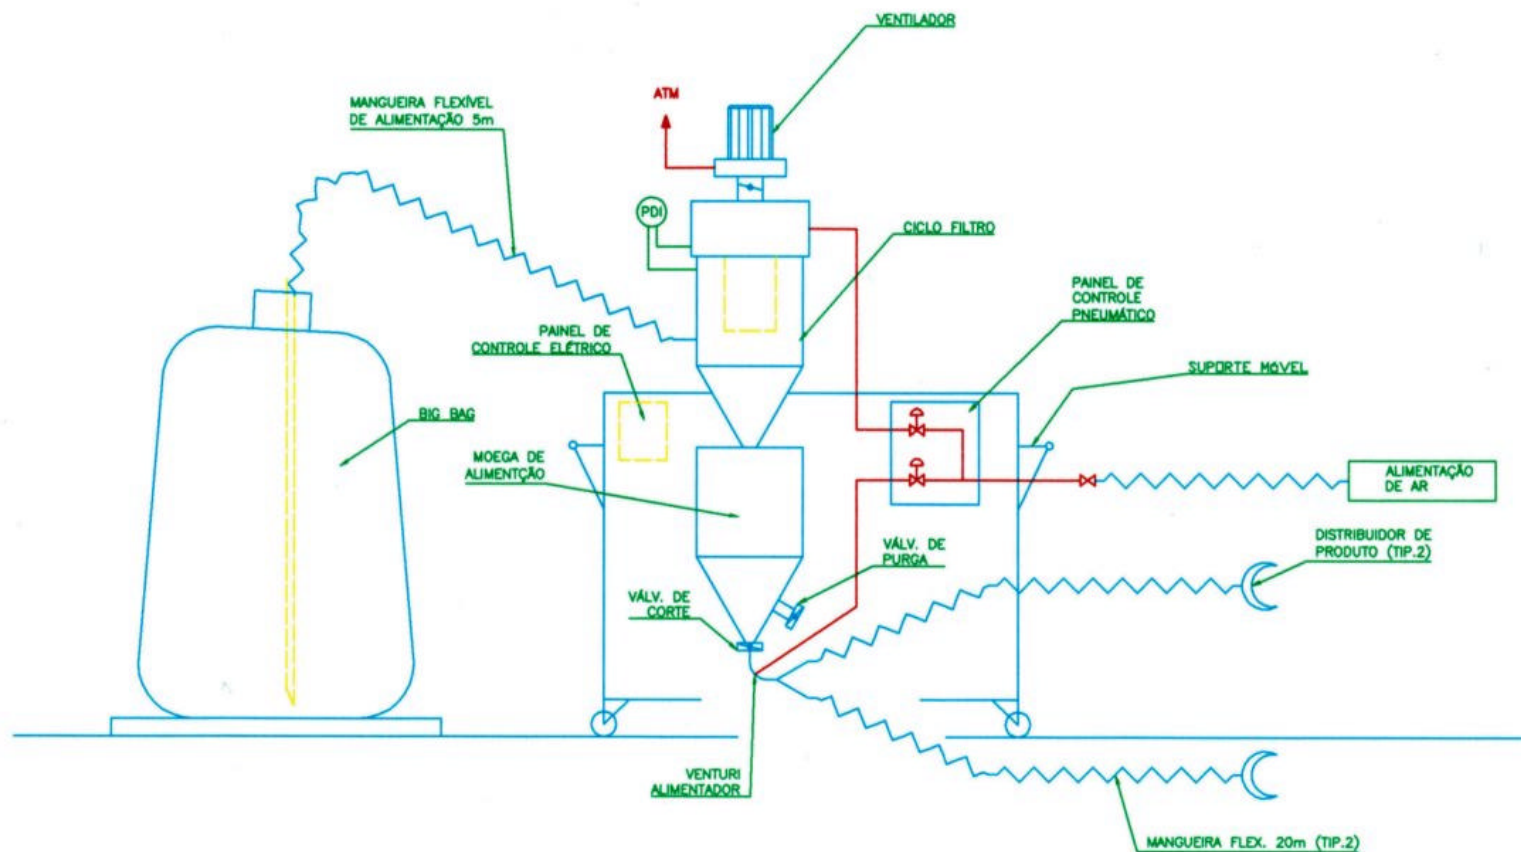 VENTILADOR
ATM
MANGUEIRA FLEXÍVEL
DE ALIMENTAÇÃO 5m
PDI
CICLO FILTRO
PAINEL DE
CONTROLE
PNEUMÁTICO
PAINEL DE
CONTROLE ELÉTRICO
SUPORTE MÓVEL
BIG BAG
MOEGA DE
ALIMENTÇÃO
ALIMENTAÇÃO
DE AR
DISTRIBUIDOR DE
PRODUTO (TIP.2)
VÁLV. DE
PURGA
VÁLV. DE
CORTE
VENTURI
ALIMENTADOR
MANGUEIRA FLEX. 20m (TIP.2)